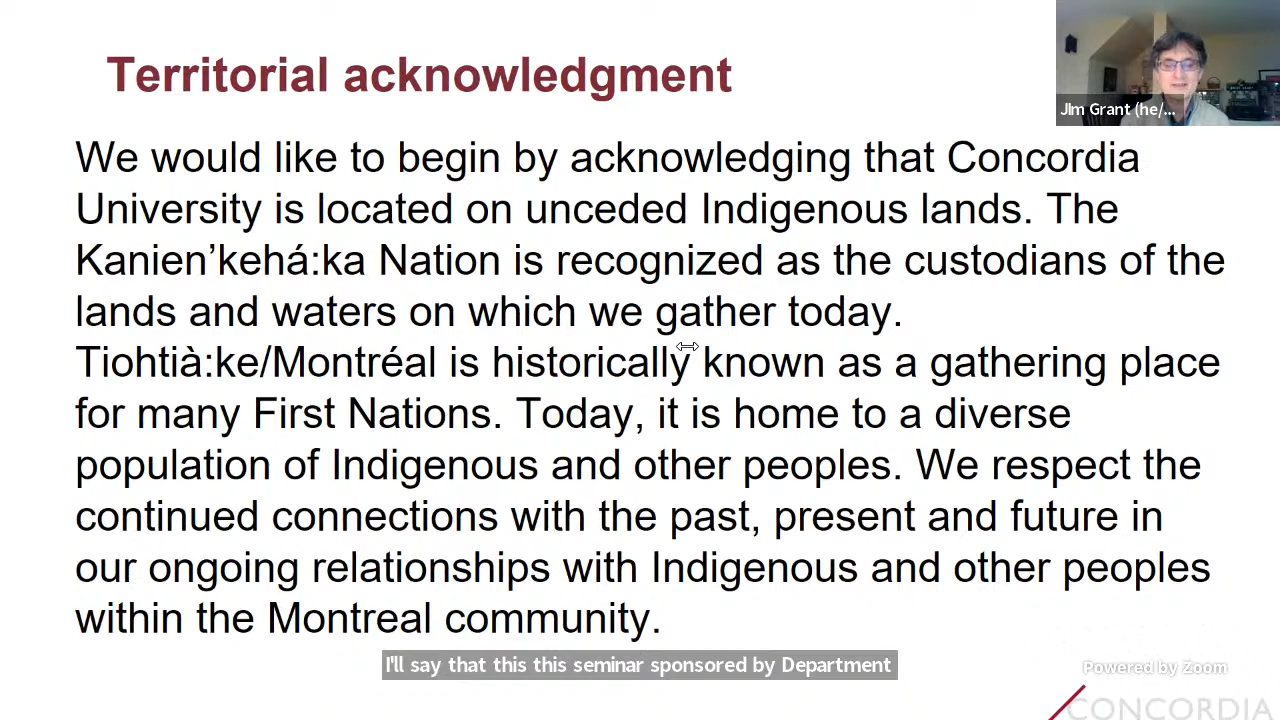 Territorial acknowledgment
JIm Grant (he/...
We would like to begin by acknowledging that Concordia
University is located on unceded Indigenous lands. The
Kanien’kehá:ka Nation is recognized as the custodians of the
lands and waters on which we gather today.
Tiohtià:ke/Montréal is historically known as a gathering place
for many First Nations. Today, it is home to a diverse
population of Indigenous and other peoples. We respect the
continued connections with the past, present and future in
our ongoing relationships with Indigenous and other peoples
within the Montreal community.
I'll say that this this seminar sponsored by Department
Powered by Zoom
CONCORDIA